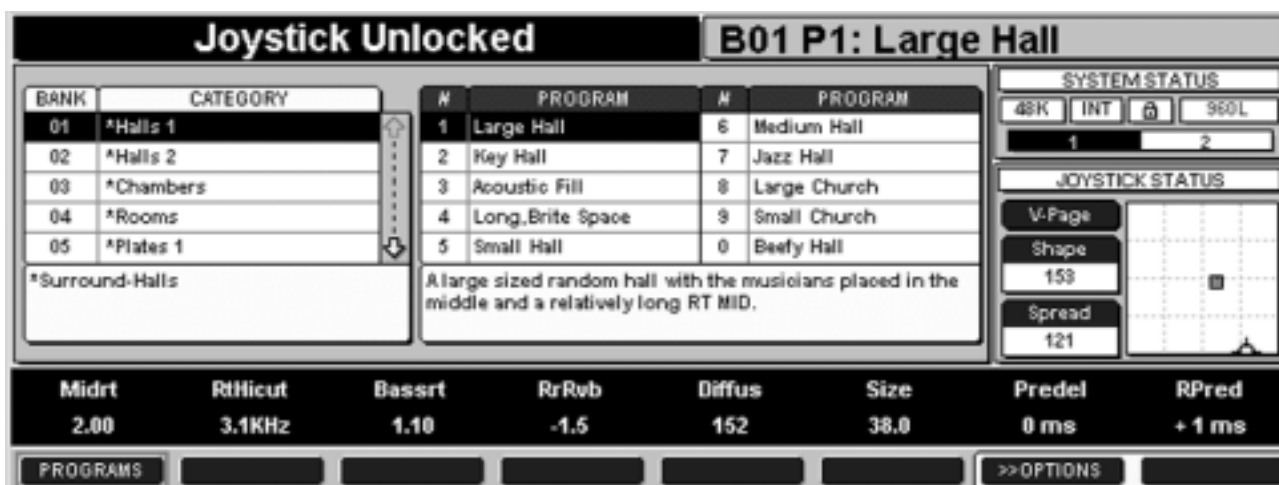 Joystick Unlocked
B01 P1: Large Hall
BANK CATEGORY
01 *Halls 1
02 *Halls 2
03 *Chambers
04 *Rooms
05 *Plates 1
*Surround-Halls
# PROGRAM # PROGRAM
1 Large Hall 6 Medium Hall
2 Key Hall 7 Jazz Hall
3 Acoustic Fill 8 Large Church
4 Long,Brite Space 9 Small Church
5 Small Hall 0 Beefy Hall
A large sized random hall with the musicians placed in the
middle and a relatively long RT MID.
SYSTEM STATUS
48K INT 960L
1 2
JOYSTICK STATUS
V-Page
Shape
153
Spread
121
Midrt RtHicut Bassrt RrRvb Diffus Size Predel RPred
2.00 3.1KHz 1.10 -1.5 152 38.0 0 ms + 1 ms
PROGRAMS >>OPTIONS